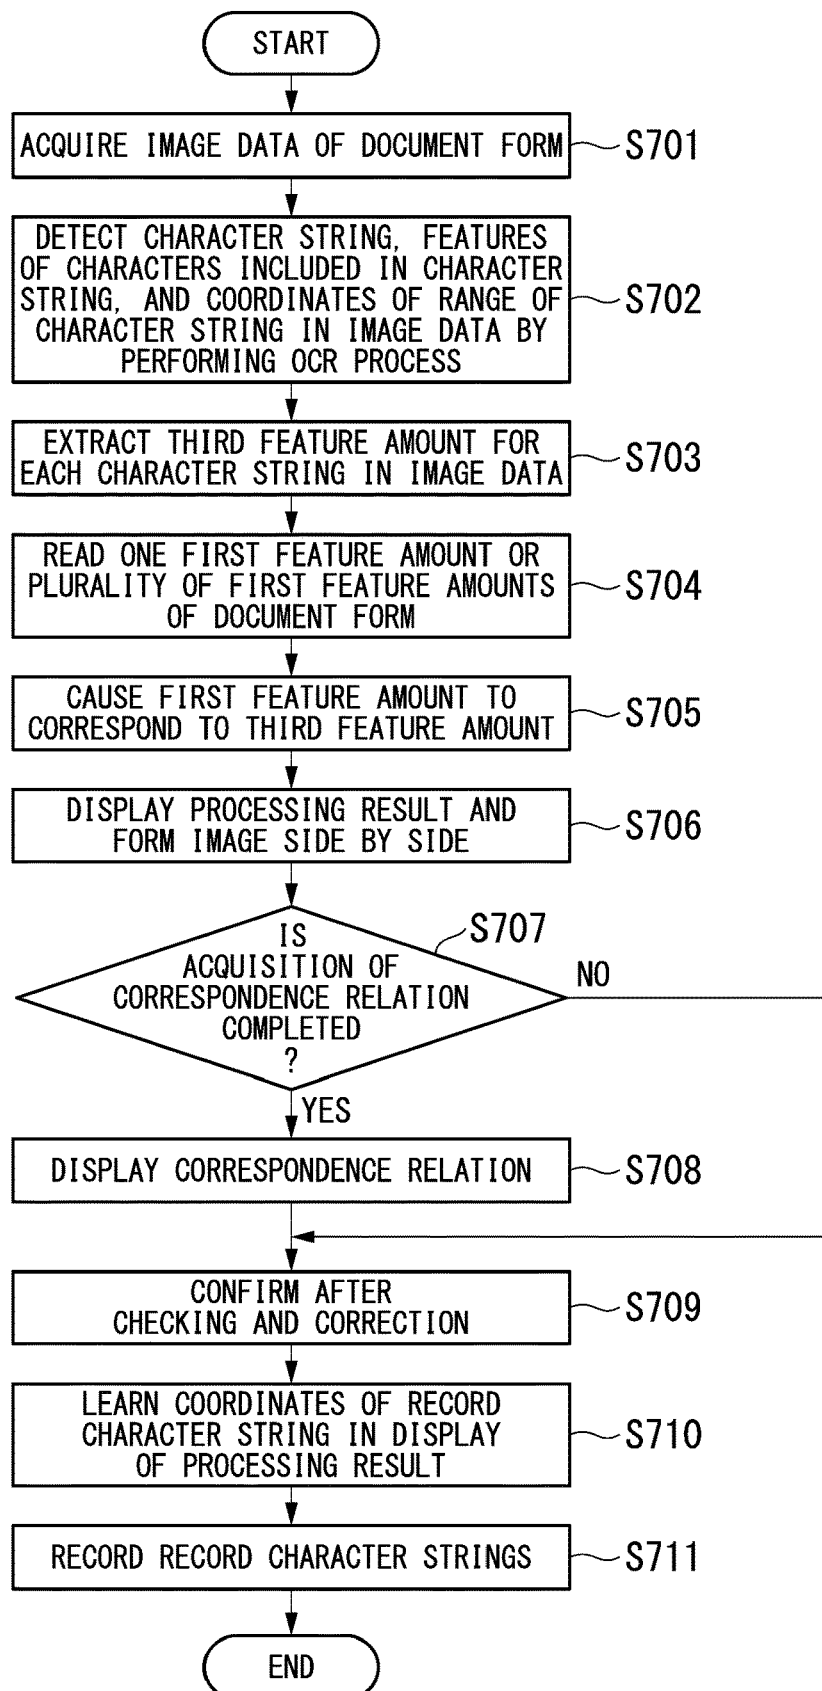 START
ACQUIRE IMAGE DATA OF DOCUMENT FORM
S701
DETECT CHARACTER STRING, FEATURES
OF CHARACTERS INCLUDED IN CHARACTER
STRING, AND COORDINATES OF RANGE OF
CHARACTER STRING IN IMAGE DATA BY
PERFORMING OCR PROCESS
S702
EXTRACT THIRD FEATURE AMOUNT FOR
EACH CHARACTER STRING IN IMAGE DATA
S703
READ ONE FIRST FEATURE AMOUNT OR
PLURALITY OF FIRST FEATURE AMOUNTS
OF DOCUMENT FORM
S704
CAUSE FIRST FEATURE AMOUNT TO
CORRESPOND TO THIRD FEATURE AMOUNT
S705
DISPLAY PROCESSING RESULT AND
FORM IMAGE SIDE BY SIDE
S706
IS
ACQUISITION OF
CORRESPONDENCE RELATION
COMPLETED
?
S707
NO
YES
DISPLAY CORRESPONDENCE RELATION
S708
CONFIRM AFTER
CHECKING AND CORRECTION
S709
LEARN COORDINATES OF RECORD
CHARACTER STRING IN DISPLAY
OF PROCESSING RESULT
S710
RECORD RECORD CHARACTER STRINGS
S711
END